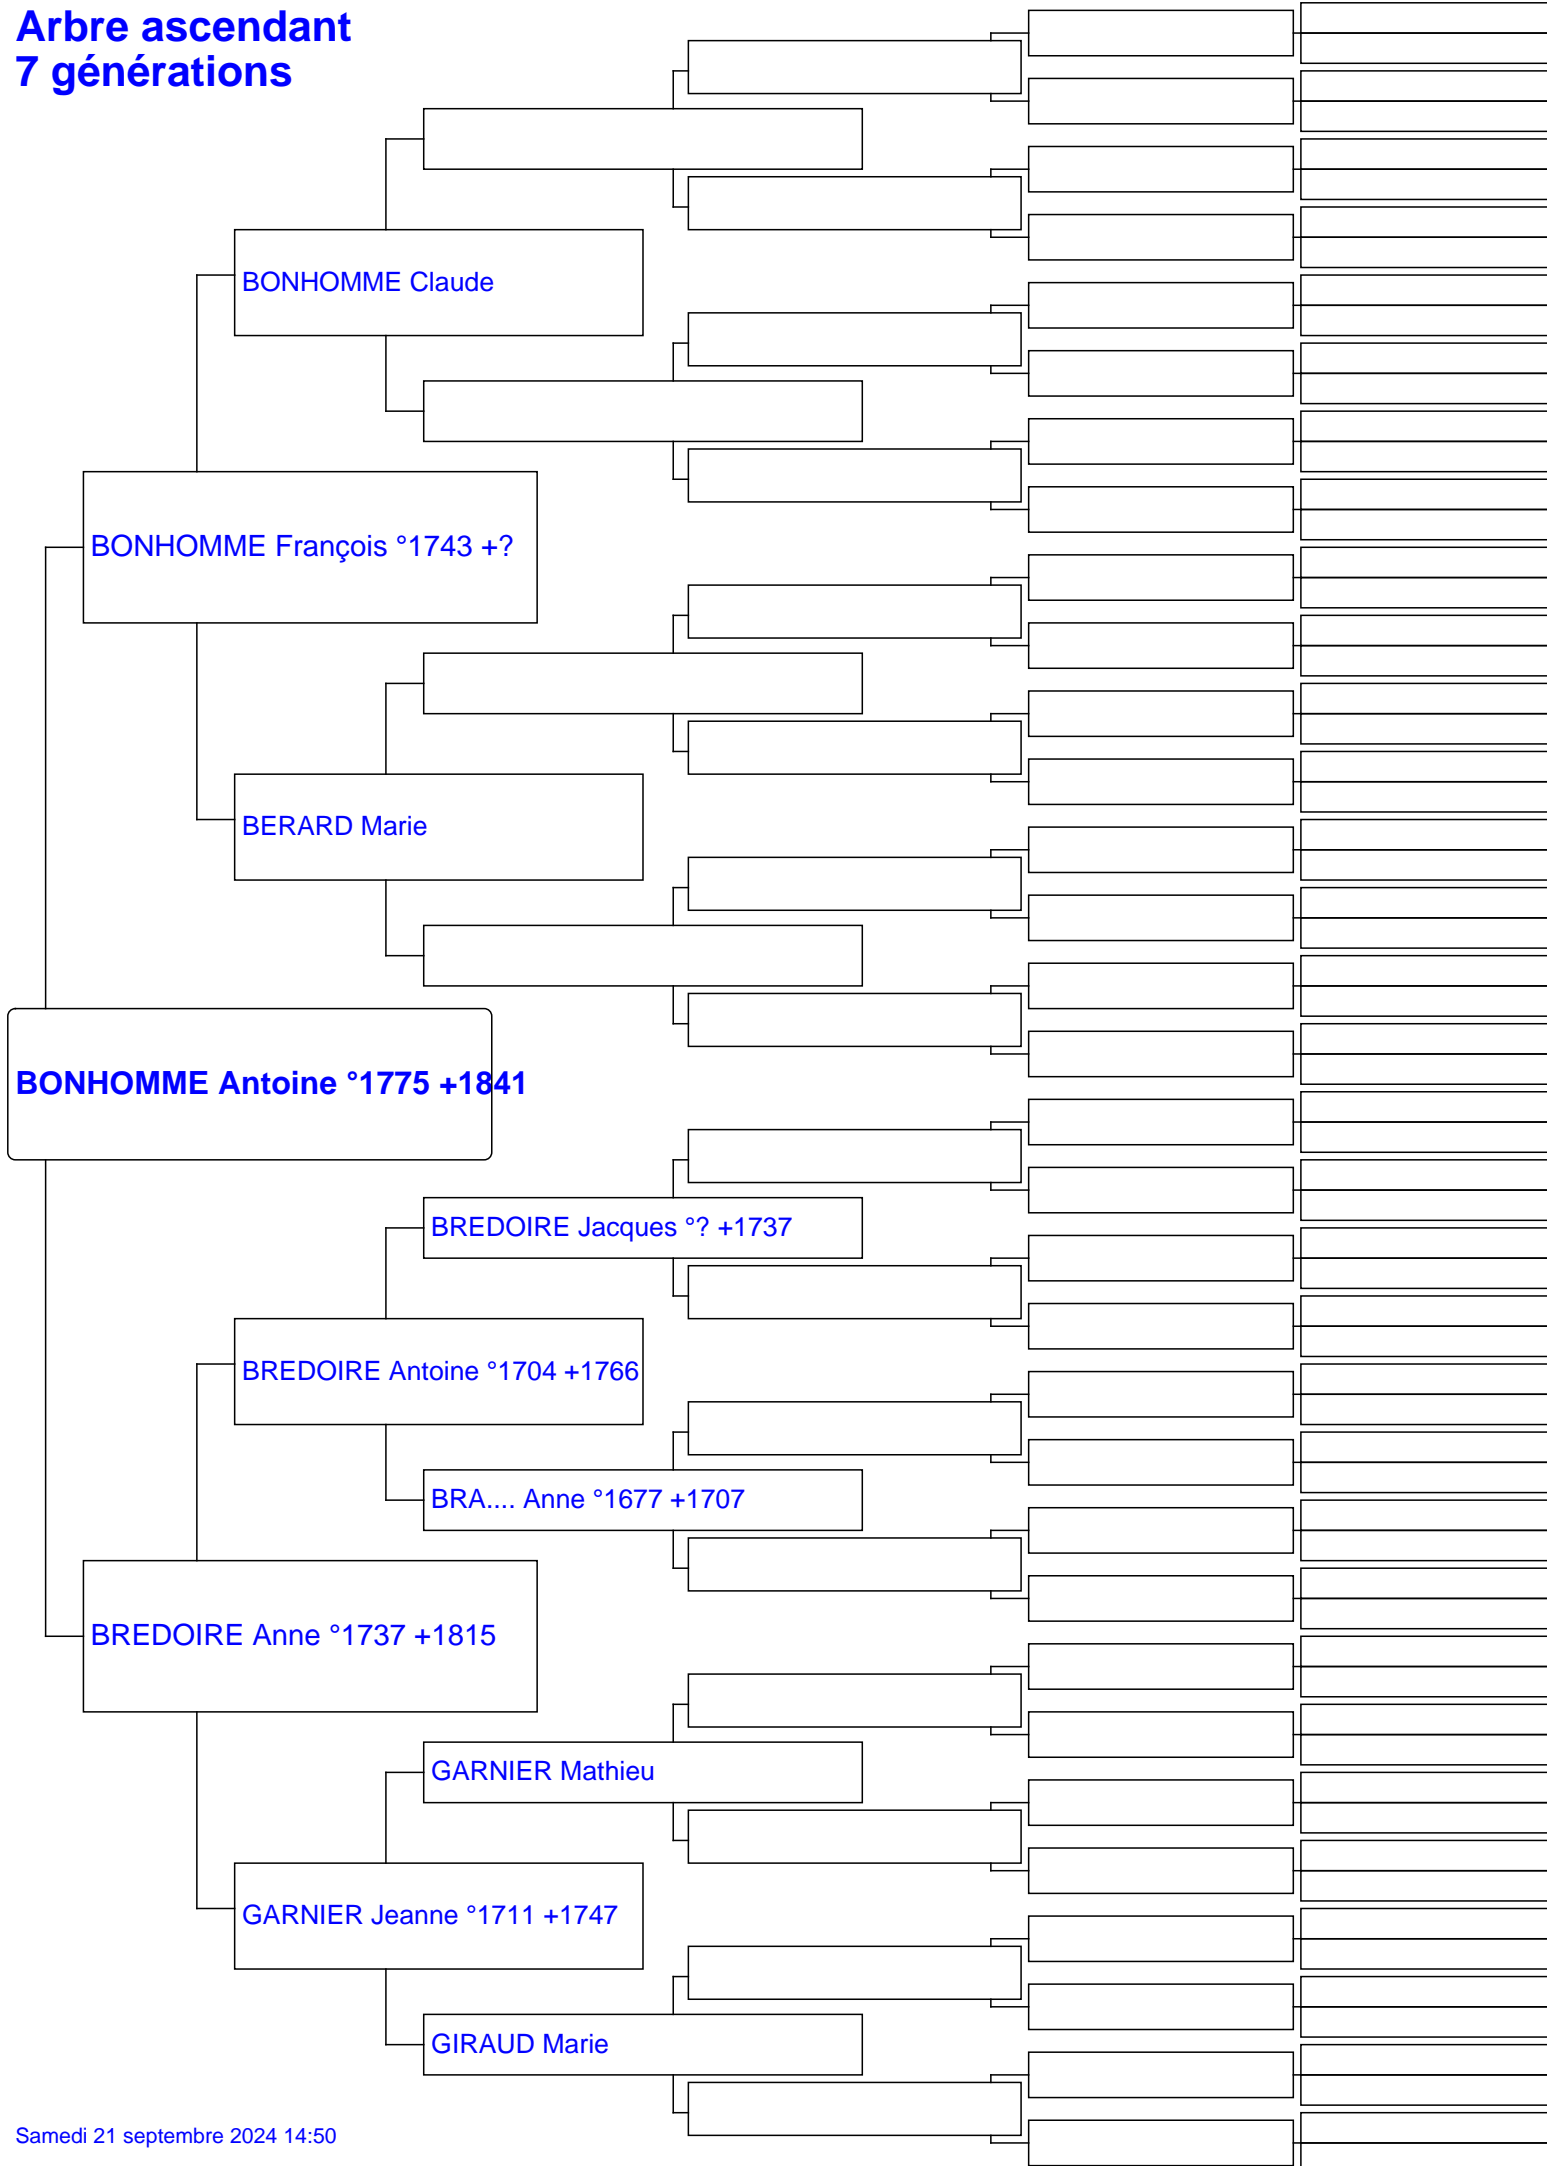 Arbre ascendant
7 générations
BONHOMME Claude
BONHOMME François °1743 +?
BERARD Marie
BONHOMME Antoine °1775 +1841
BREDOIRE Jacques °? +1737
BREDOIRE Antoine °1704 +1766
BRA.... Anne °1677 +1707
BREDOIRE Anne °1737 +1815
GARNIER Mathieu
GARNIER Jeanne °1711 +1747
GIRAUD Marie
Samedi 21 septembre 2024 14:50